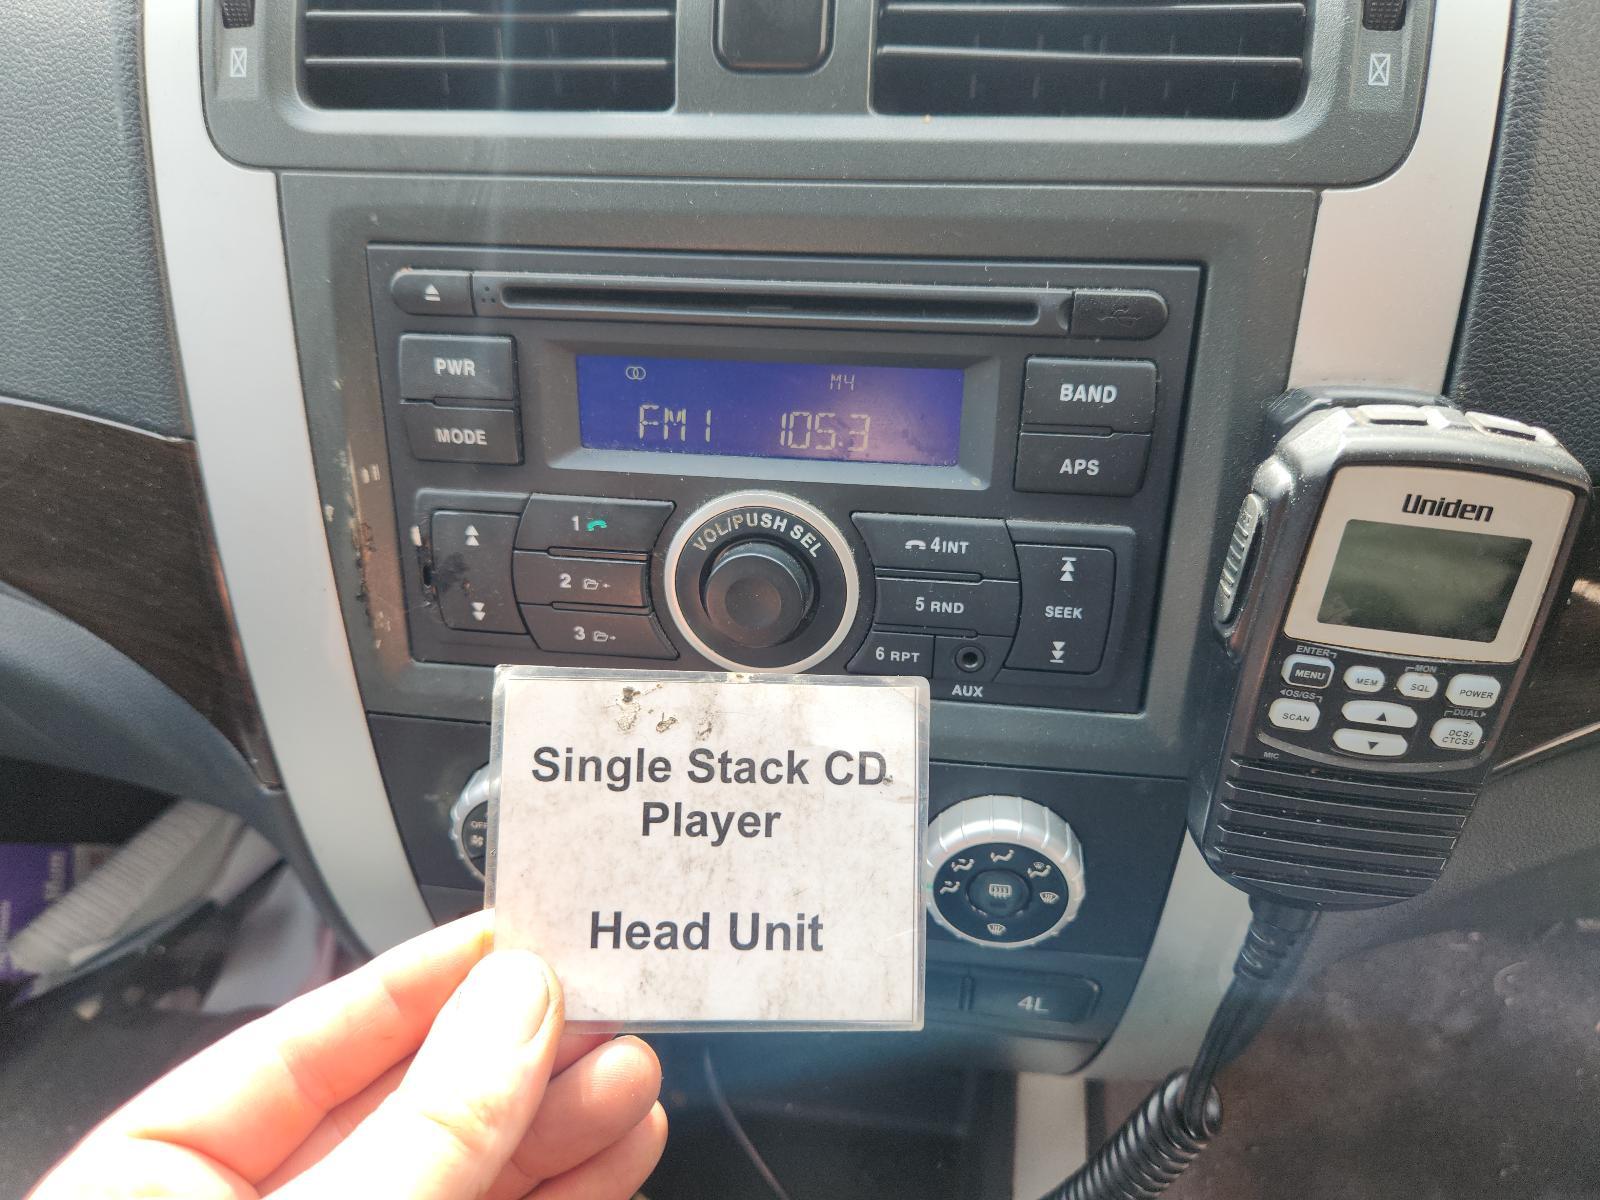 PWR
MODE
M4
FM1 105.3
BAND
APS
VOL/PUSH SEL
1
2
3
4INT
5 RND
6 RPT
SEEK
AUX
Uniden
ENTER
MENU
MEM
MON
SQL
POWER
OS/GS
SCAN
DUAL
DCS/
CTCSS
MIC
Single Stack CD
Player
Head Unit
OFF
4L